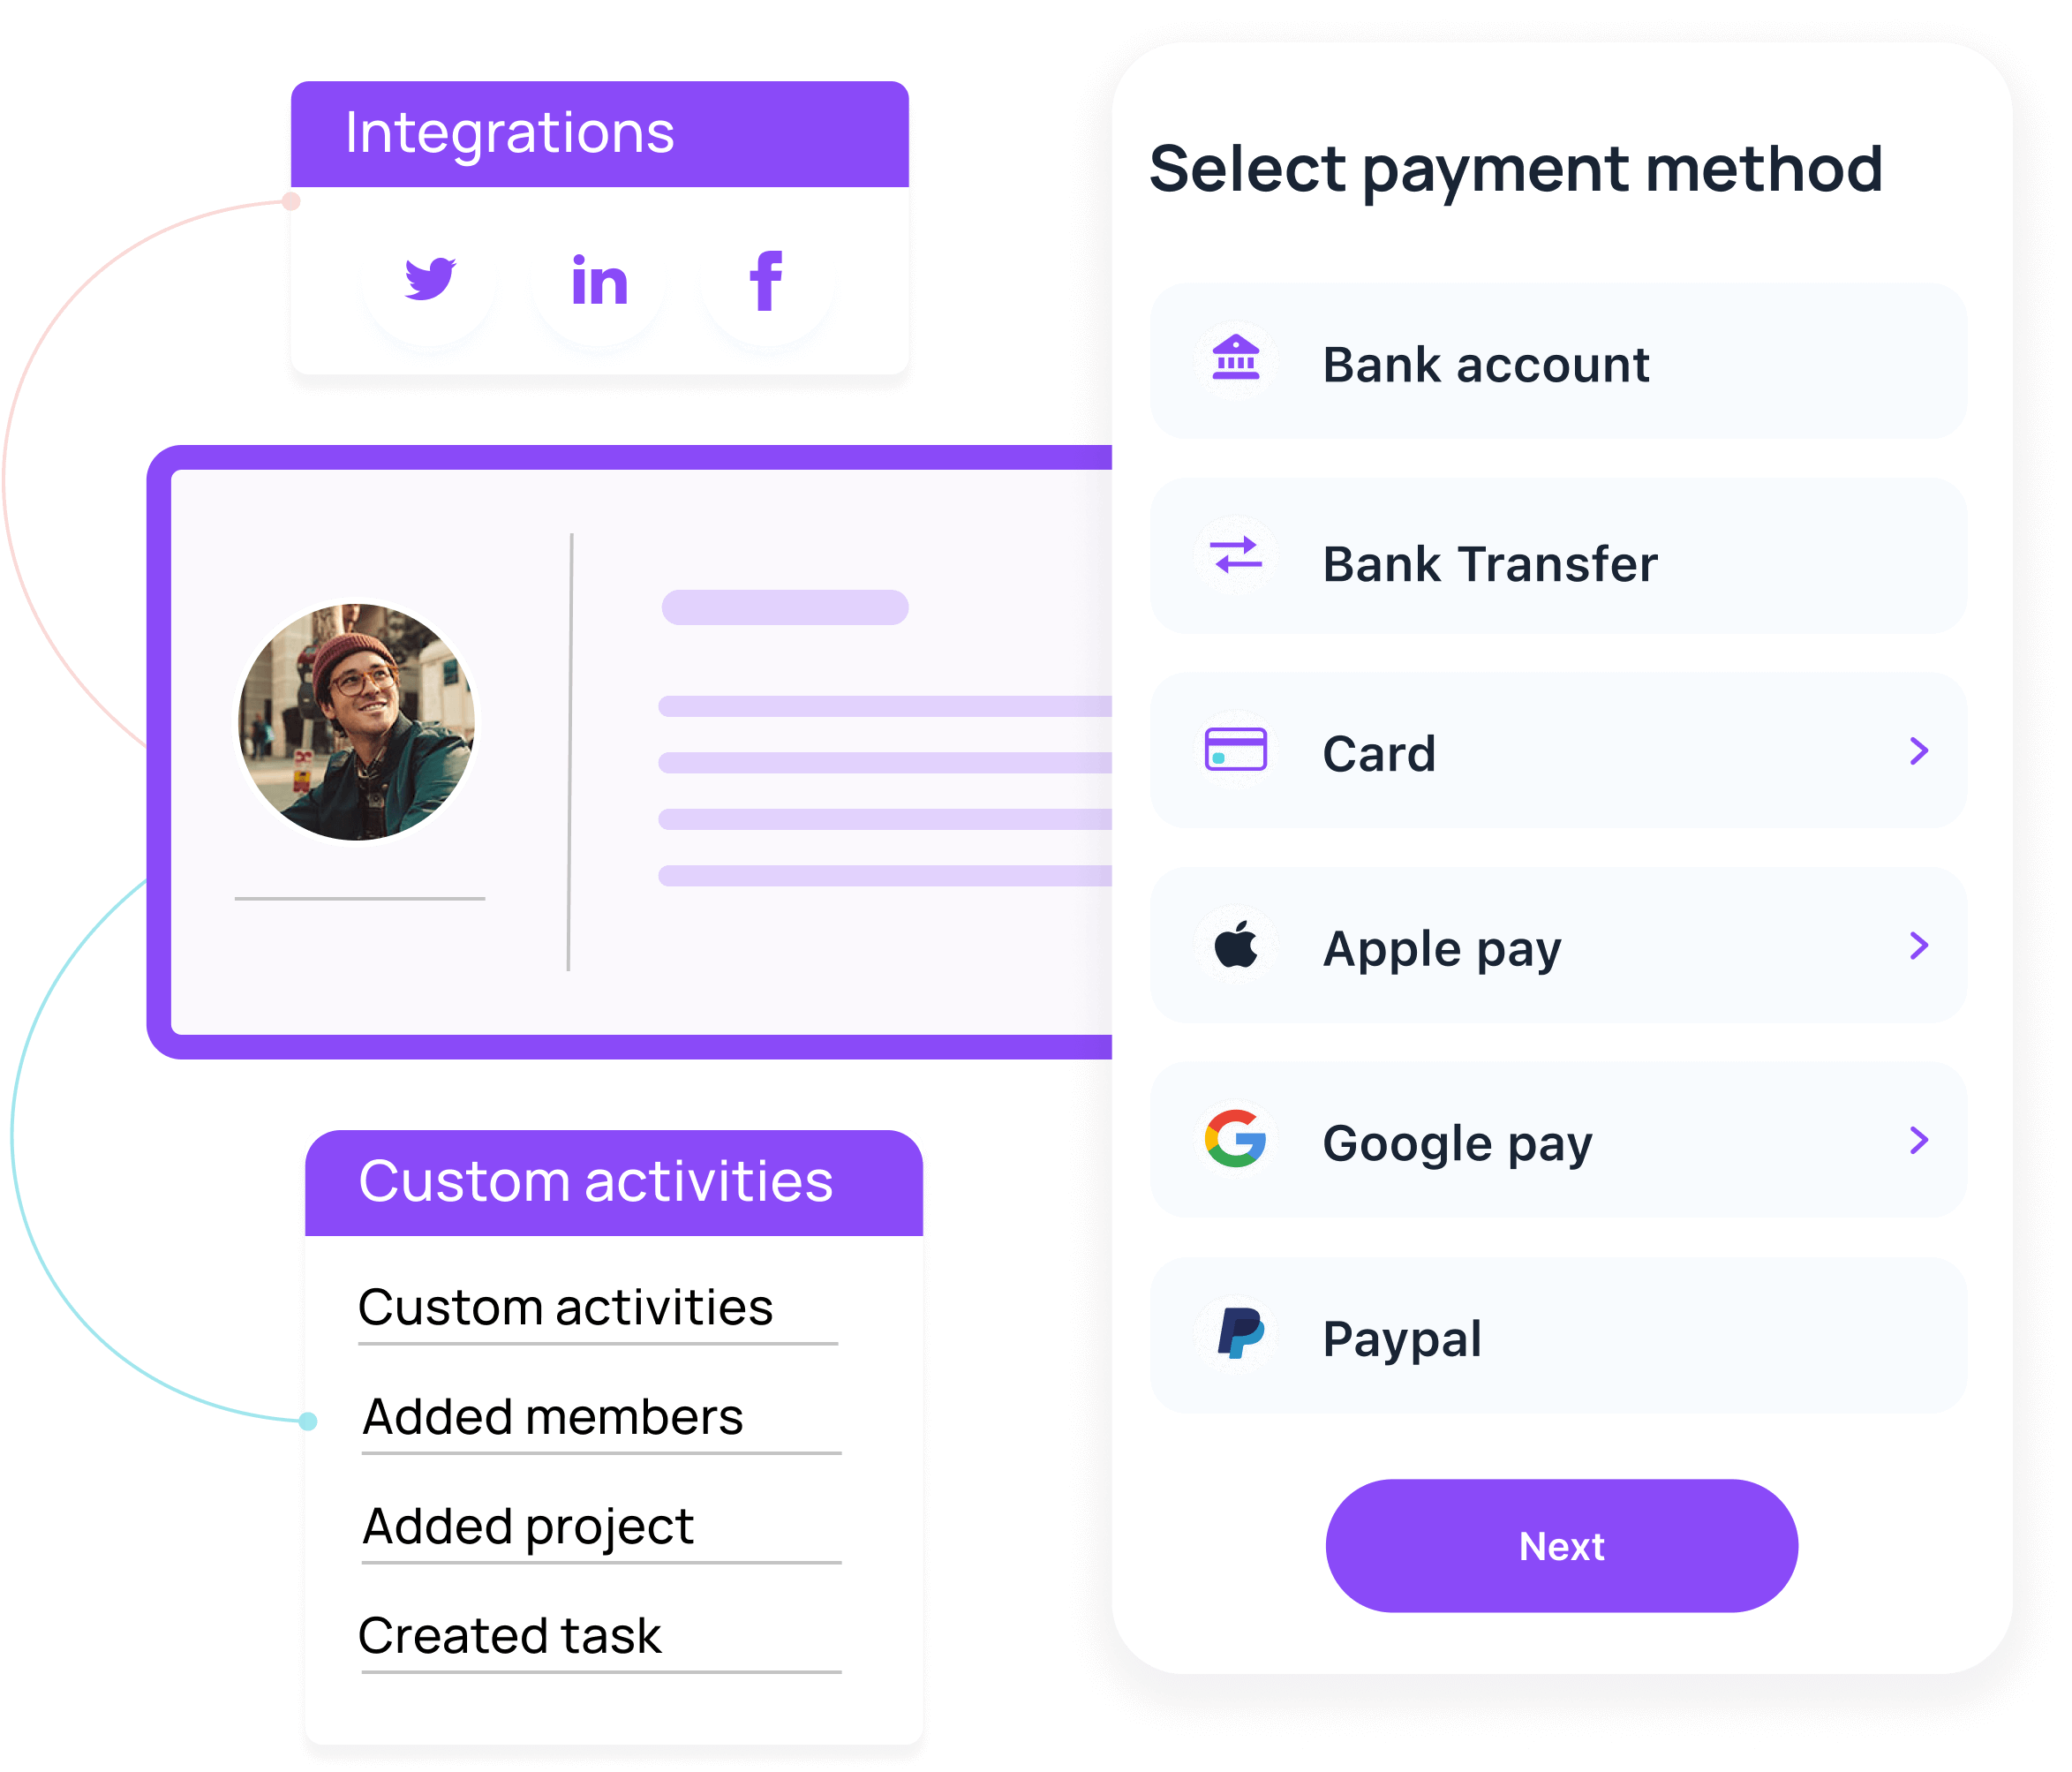 Integrations
in
f
Custom activities
Custom activities
Added members
Added project
Created task
Select payment method
Bank account
Bank Transfer
Card
Apple pay
Google pay
Paypal
Next